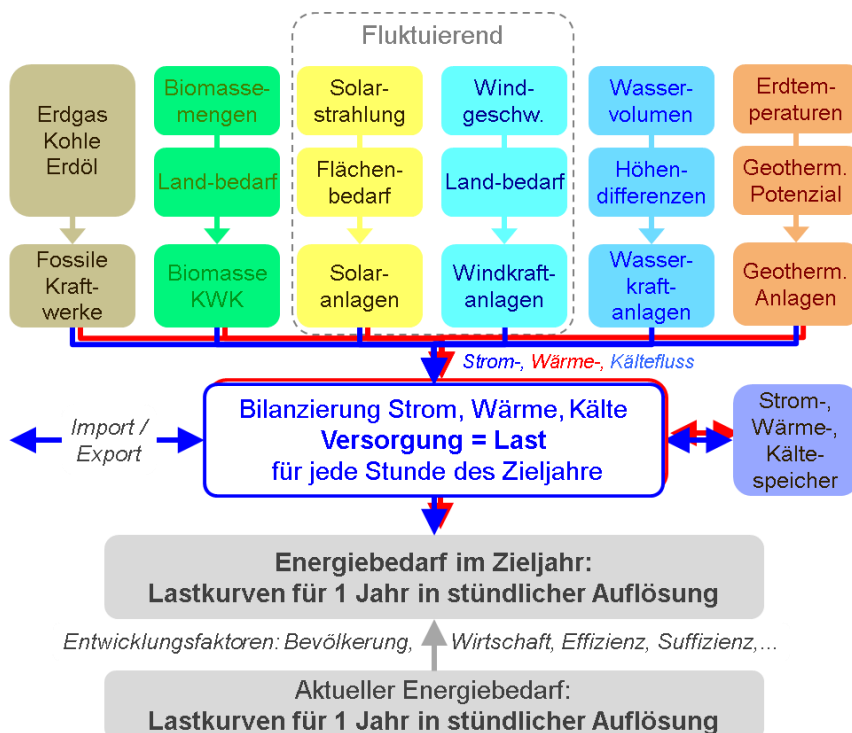 Fluktuierend
Erdgas
Kohle
Erdöl
Fossile
Kraft-
werke
Biomasse-
mengen
Land-bedarf
Biomasse
KWK
Solar-
strahlung
Flächen-
bedarf
Solar-
anlagen
Wind-
geschw.
Land-bedarf
Windkraft-
anlagen
Wasser-
volumen
Höhen-
differenzen
Wasser-
kraft-
anlagen
Erdtem-
peraturen
Geotherm.
Potenzial
Geotherm.
Anlagen
Strom-, Wärme-, Kältefluss
Import /
Export
Bilanzierung Strom, Wärme, Kälte
Versorgung = Last
für jede Stunde des Zieljahre
Strom-,
Wärme-,
Kälte-
speicher
Energiebedarf im Zieljahr:
Lastkurven für 1 Jahr in stündlicher Auflösung
Entwicklungsfaktoren: Bevölkerung, Wirtschaft, Effizienz, Suffizienz,...
Aktueller Energiebedarf:
Lastkurven für 1 Jahr in stündlicher Auflösung